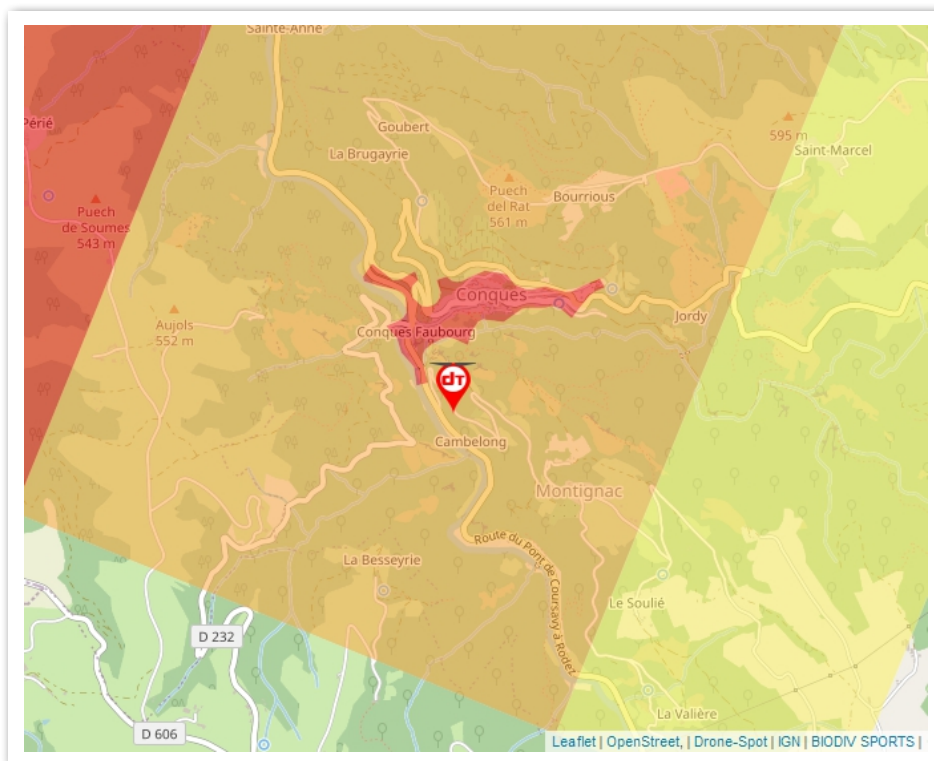 Sainte-Anne
Périé
Goubert
595 m
La Brugayrie
Saint-Marcel
Puech
del Rat
561 m
Bourrious
Puech
de Soumes
543 m
Conques
Jordy
Aujols
552 m
Conques Faubourg
dT
Cambelong
Montignac
Route du Pont de Coursavy à Rodez
La Besseyrie
Le Soulié
D 232
La Valière
D 606
Leaflet | OpenStreet, | Drone-Spot | IGN | BIODIV SPORTS |